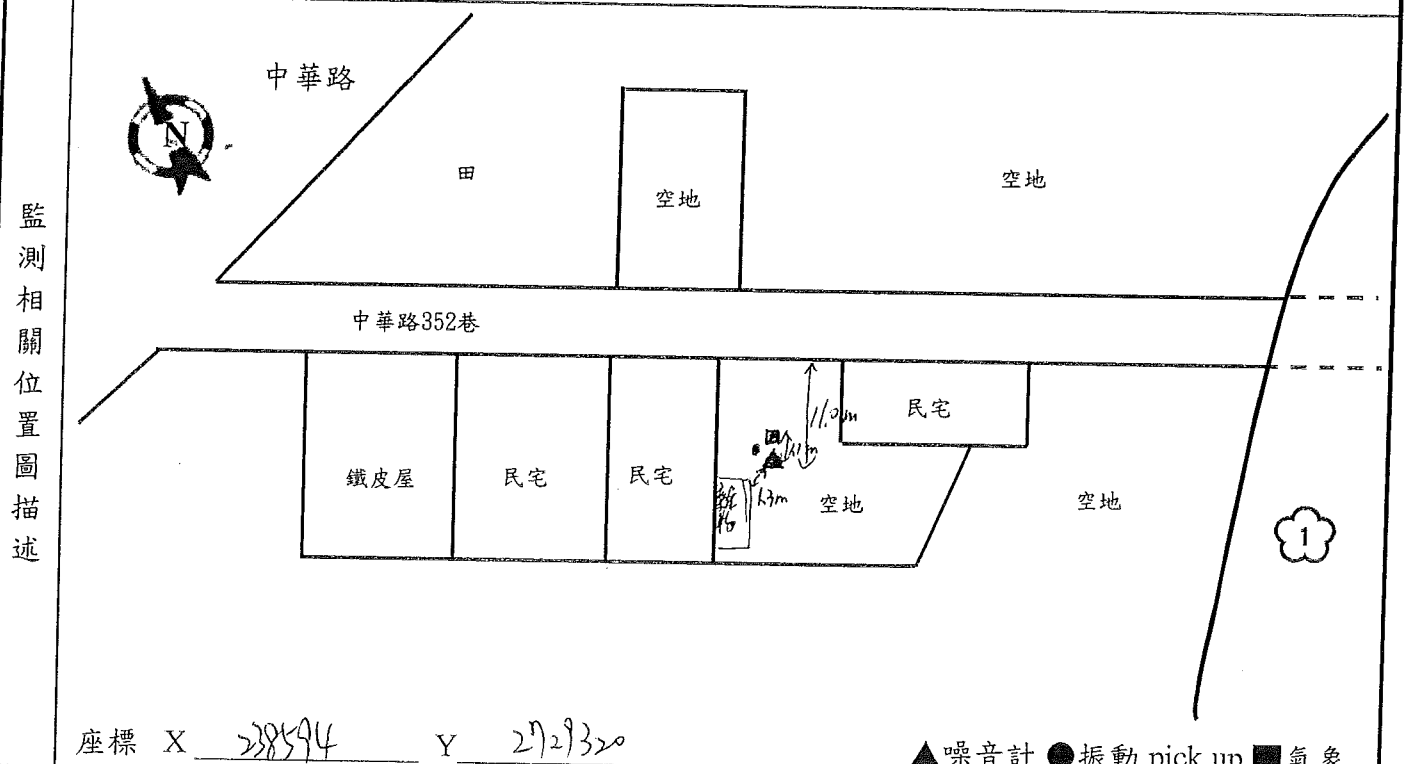 監測相關位置圖描述
中華路
N
田
空地
空地
中華路352巷
鐵皮屋
民宅
民宅
雜物
1.3m
11.0m
空地
民宅
空地
1
座標 X 238594 Y 2729320
▲噪音計 ●振動 pick up ■氣象